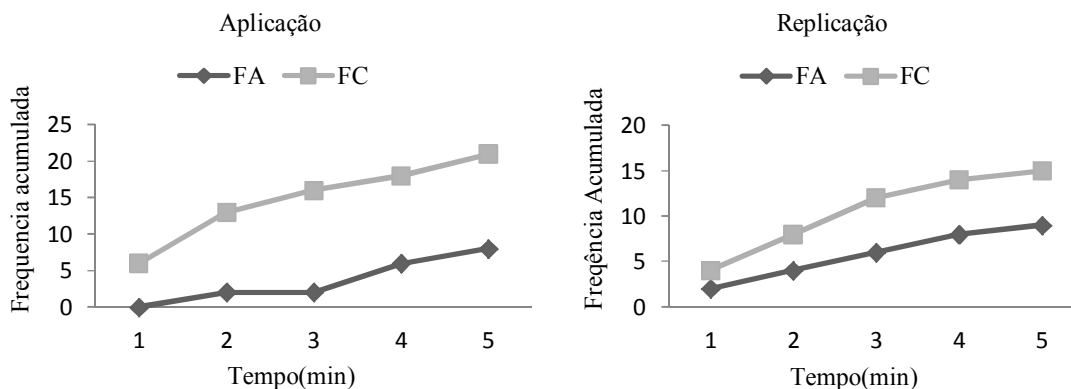 Aplicação
FA FC
Frequencia acumulada
25
20
15
10
5
0
1 2 3 4 5
Tempo(min)
Replicação
FA FC
Freqência Acumulada
20
15
10
5
0
1 2 3 4 5
Tempo(min)